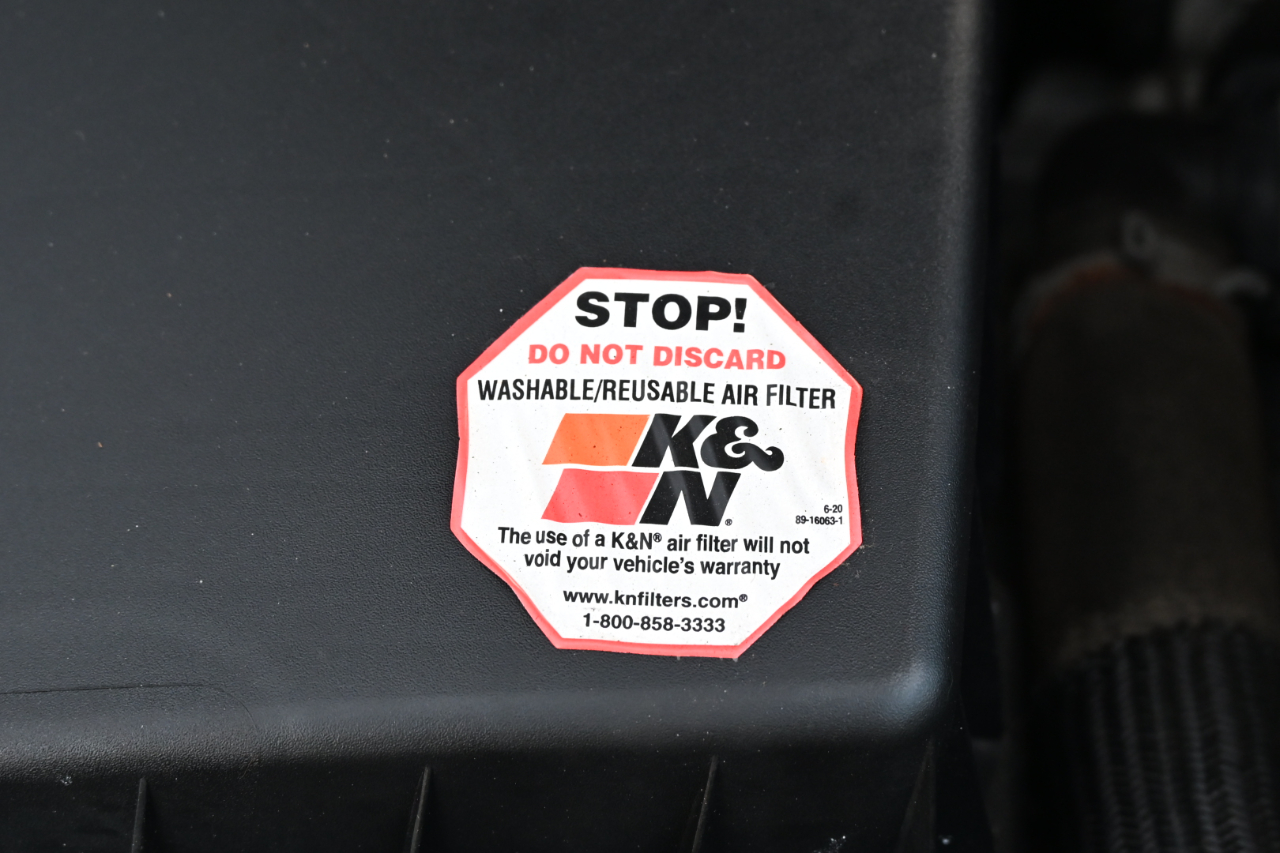 STOP!
DO NOT DISCARD
WASHABLE/REUSABLE AIR FILTER
K&
N®
6-20
89-16063-1
The use of a K&N® air filter will not
void your vehicle's warranty
www.knfilters.com®
1-800-858-3333